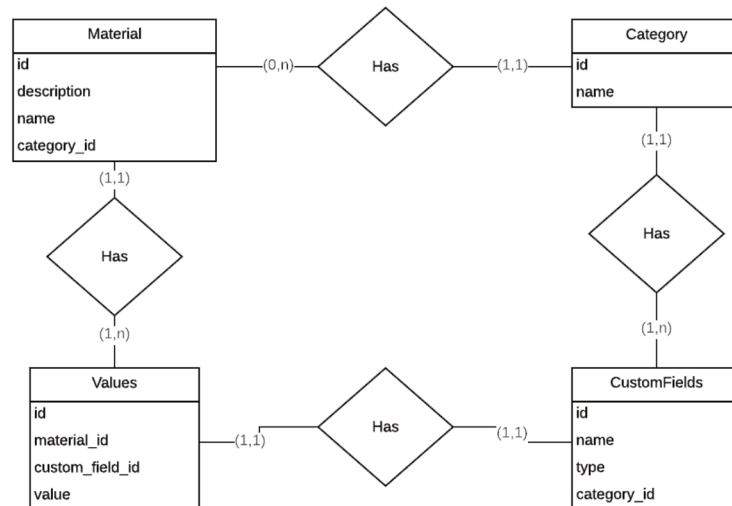 Material
id
description
name
category_id
(0,n)
Has
(1,1)
Category
id
name
(1,1)
Has
(1,n)
(1,1)
Has
(1,n)
Values
id
material_id
custom_field_id
value
(1,1)
Has
(1,1)
CustomFields
id
name
type
category_id